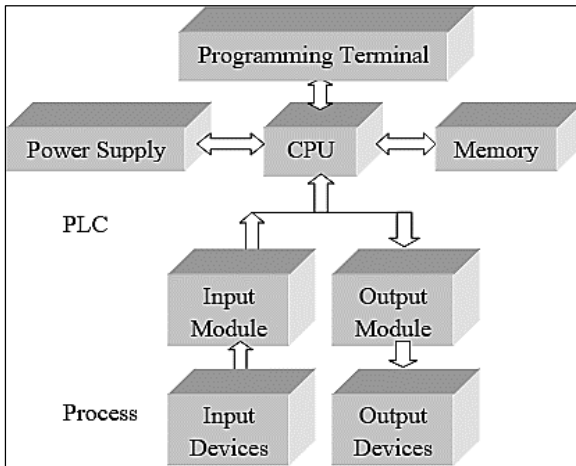 Programming Terminal
Power Supply
CPU
Memory
PLC
Input
Module
Output
Module
Process
Input
Devices
Output
Devices